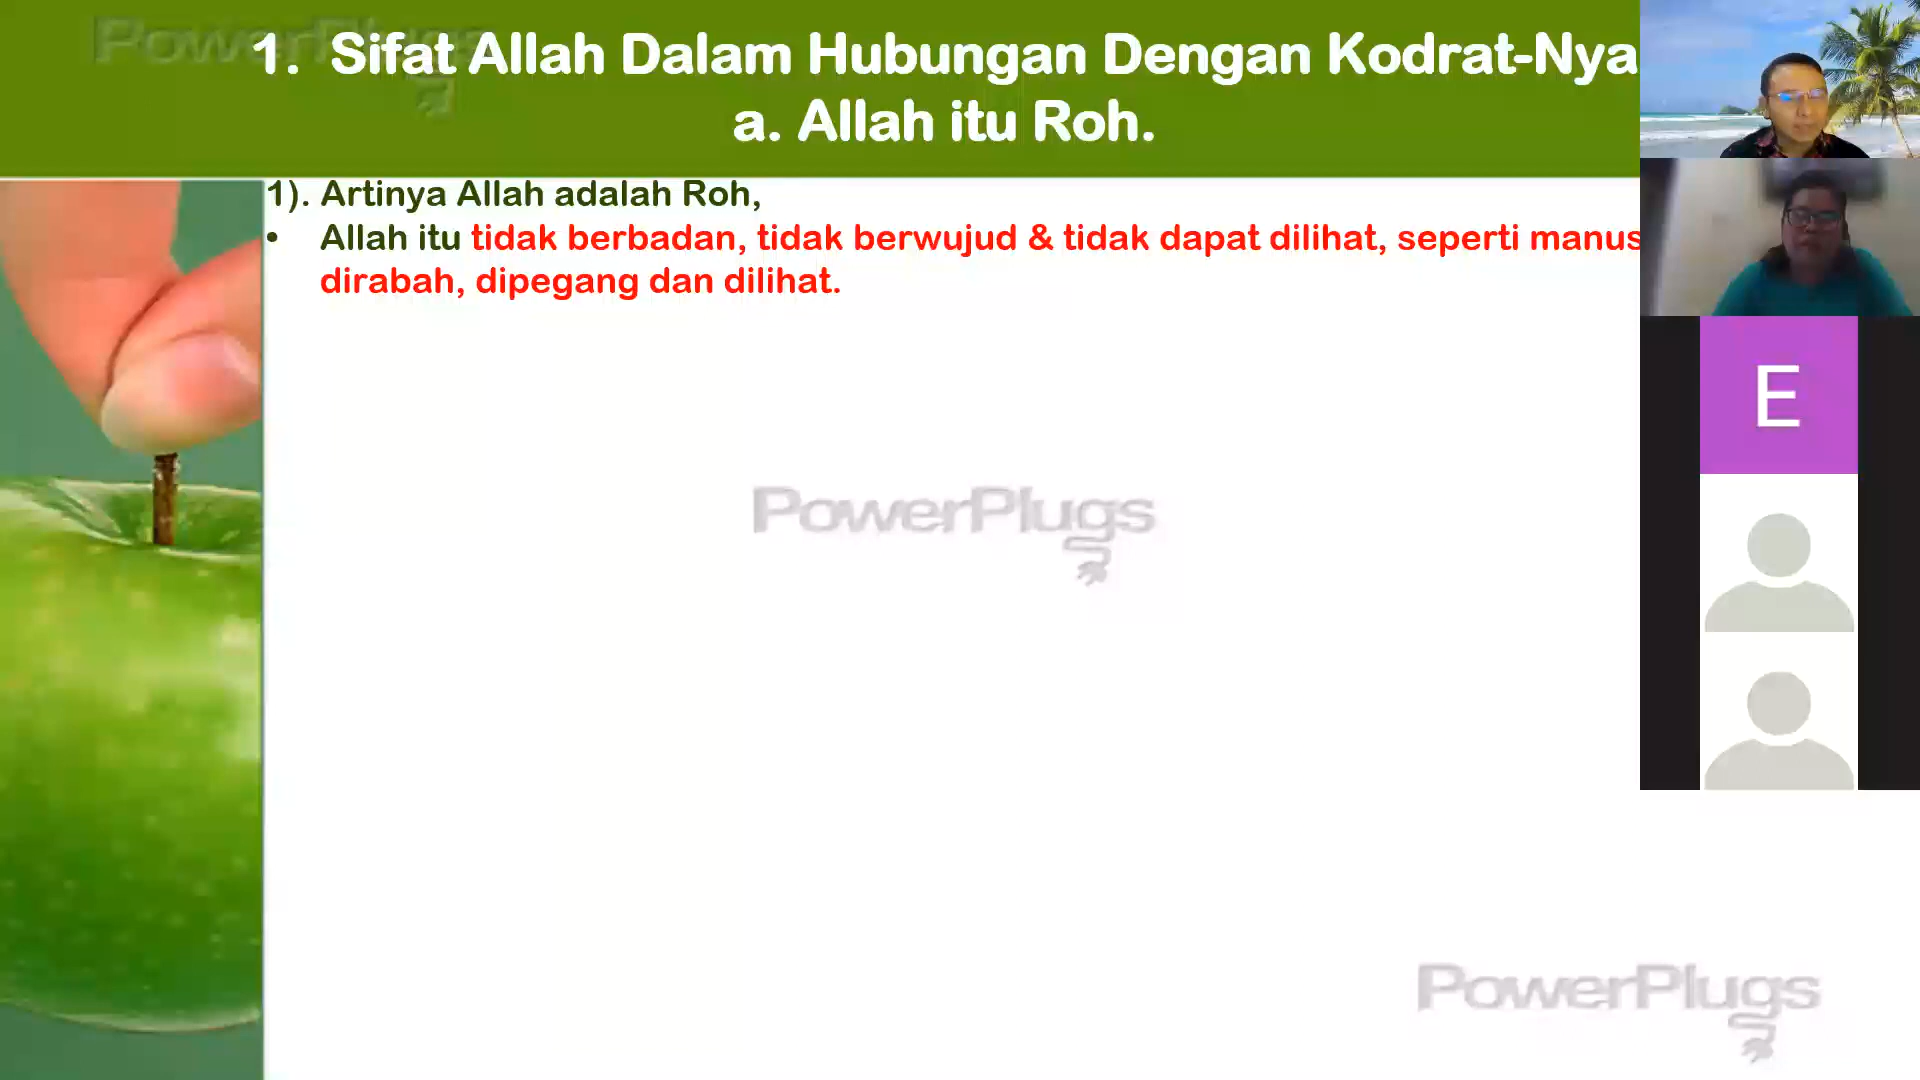 PowerPlugs
1. Sifat Allah Dalam Hubungan Dengan Kodrat-Nya
a. Allah itu Roh.
1). Artinya Allah adalah Roh,
• Allah itu tidak berbadan, tidak berwujud & tidak dapat dilihat, seperti manus
dirabah, dipegang dan dilihat.
E
PowerPlugs
PowerPlugs